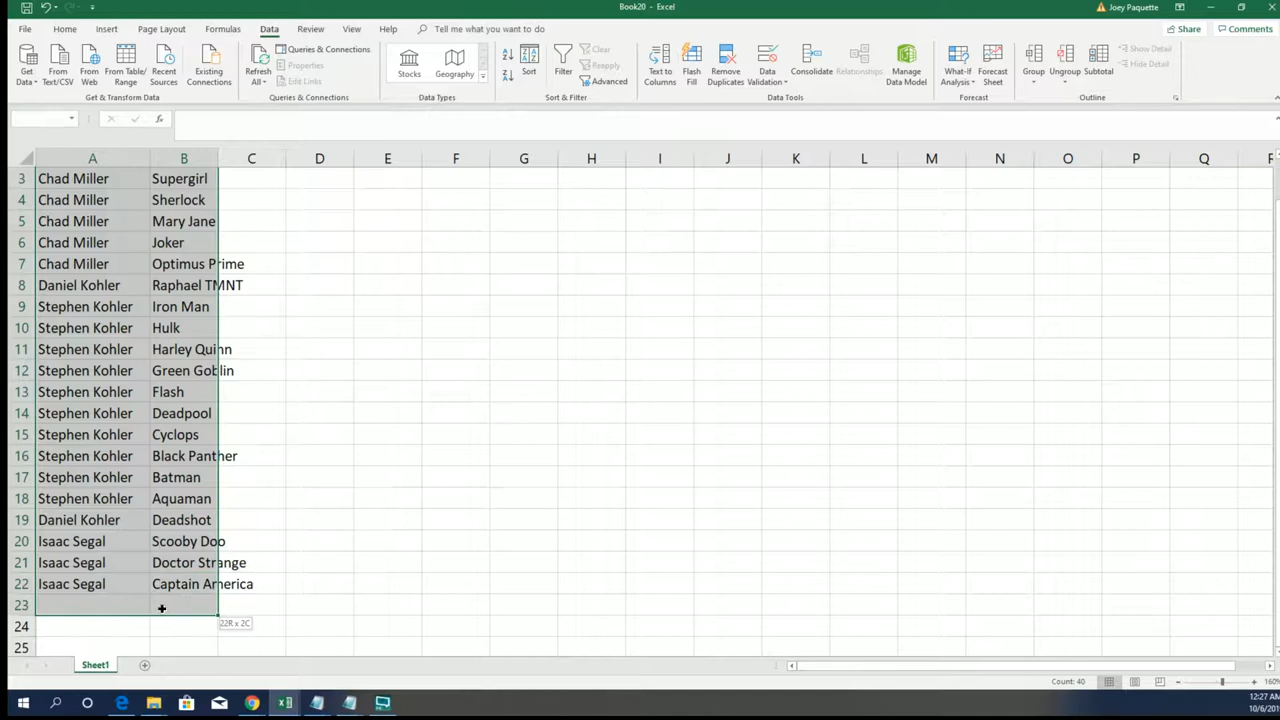 Book20 - Excel
Joey Paquette
File Home Insert Page Layout Formulas Data Review View Help Tell me what you want to do
Share Comments
Get Data From Text/CSV From Web From Table/ Range Recent Sources Existing Connections
Refresh All Queries & Connections Properties Edit Links
Stocks Geography
Sort Filter Clear Reapply Advanced
Text to Columns Flash Fill Remove Duplicates Data Validation Consolidate Relationships Manage Data Model
What-If Analysis Forecast Sheet
Group Ungroup Subtotal Show Detail Hide Detail
Get & Transform Data Queries & Connections Data Types Sort & Filter Data Tools Forecast Outline
A B C D E F G H I J K L M N O P Q
3 Chad Miller Supergirl
4 Chad Miller Sherlock
5 Chad Miller Mary Jane
6 Chad Miller Joker
7 Chad Miller Optimus Prime
8 Daniel Kohler Raphael TMNT
9 Stephen Kohler Iron Man
10 Stephen Kohler Hulk
11 Stephen Kohler Harley Quinn
12 Stephen Kohler Green Goblin
13 Stephen Kohler Flash
14 Stephen Kohler Deadpool
15 Stephen Kohler Cyclops
16 Stephen Kohler Black Panther
17 Stephen Kohler Batman
18 Stephen Kohler Aquaman
19 Daniel Kohler Deadshot
20 Isaac Segal Scooby Doo
21 Isaac Segal Doctor Strange
22 Isaac Segal Captain America
23
22R x 2C
24
25
Sheet1
Count: 40
160%
12:27 AM